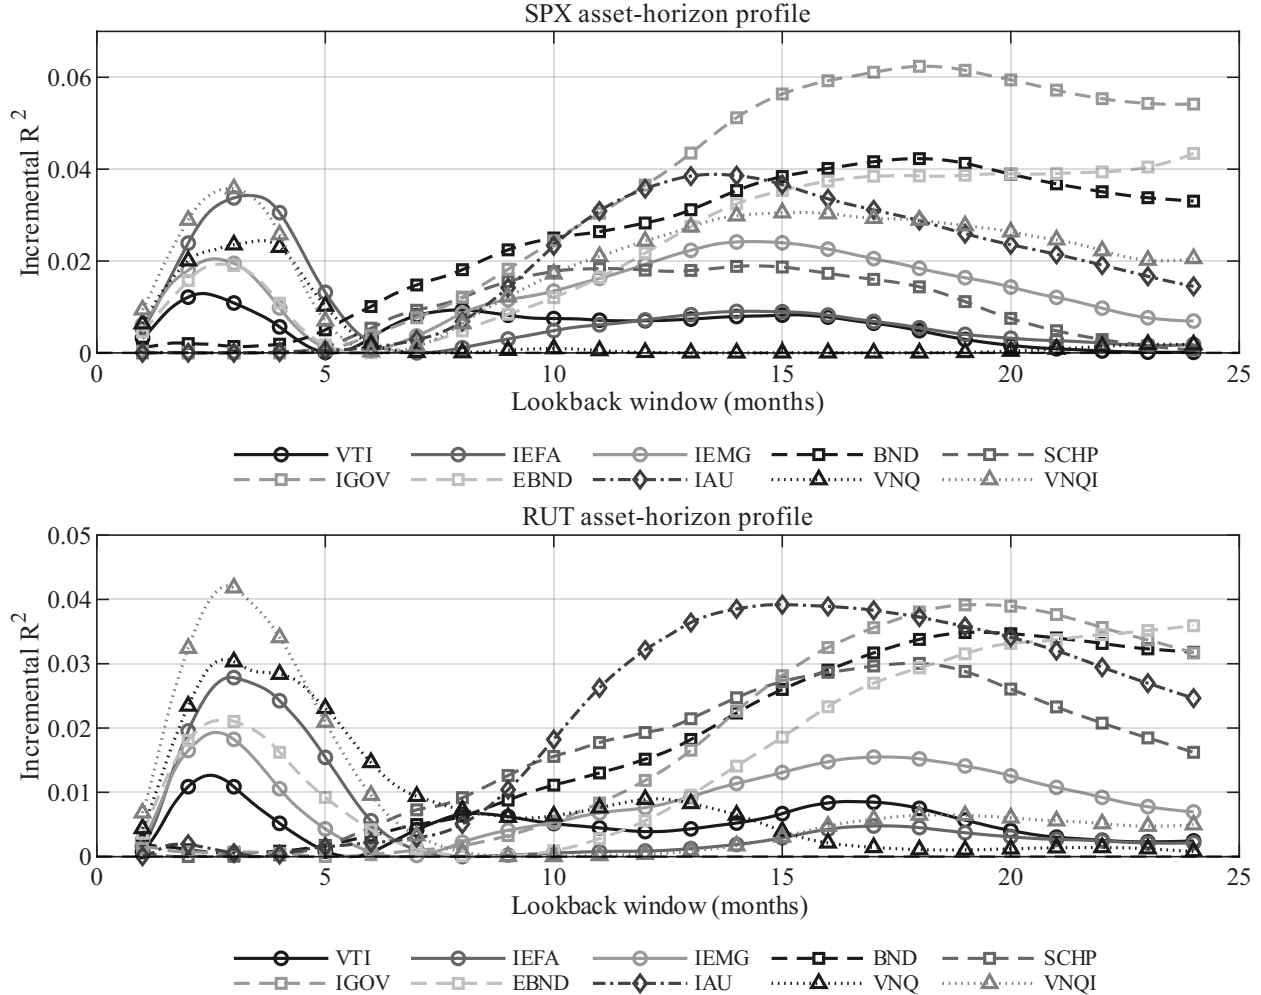 SPX asset-horizon profile
0.06
0.04
0.02
0
Incremental R²
0 5 10 15 20 25
Lookback window (months)
VTI IEFA IEMG BND SCHP
IGOV EBND IAU VNQ VNQI
RUT asset-horizon profile
0.05
0.04
0.03
0.02
0.01
0
Incremental R²
0 5 10 15 20 25
Lookback window (months)
VTI IEFA IEMG BND SCHP
IGOV EBND IAU VNQ VNQI